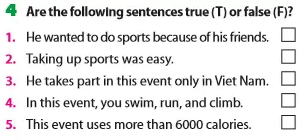 4 Are the following sentences true (T) or false (F)?
1. He wanted to do sports because of his friends.
2. Taking up sports was easy.
3. He takes part in this event only in Viet Nam.
4. In this event, you swim, run, and climb.
5. This event uses more than 6000 calories.